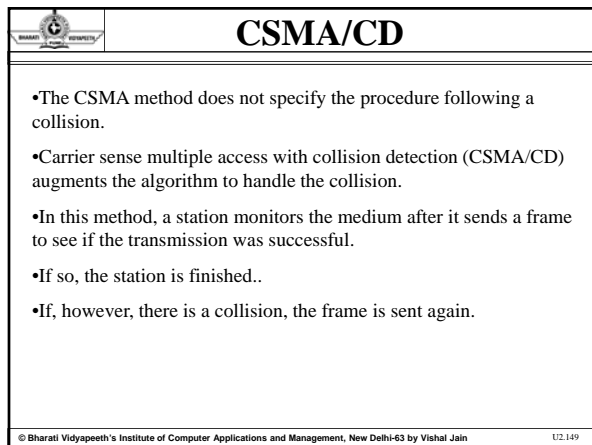 BHARATI
VIDYAPEETH
PUNE
CSMA/CD
•The CSMA method does not specify the procedure following a
collision.
•Carrier sense multiple access with collision detection (CSMA/CD)
augments the algorithm to handle the collision.
•In this method, a station monitors the medium after it sends a frame
to see if the transmission was successful.
•If so, the station is finished..
•If, however, there is a collision, the frame is sent again.
© Bharati Vidyapeeth's Institute of Computer Applications and Management, New Delhi-63 by Vishal Jain
U2.149